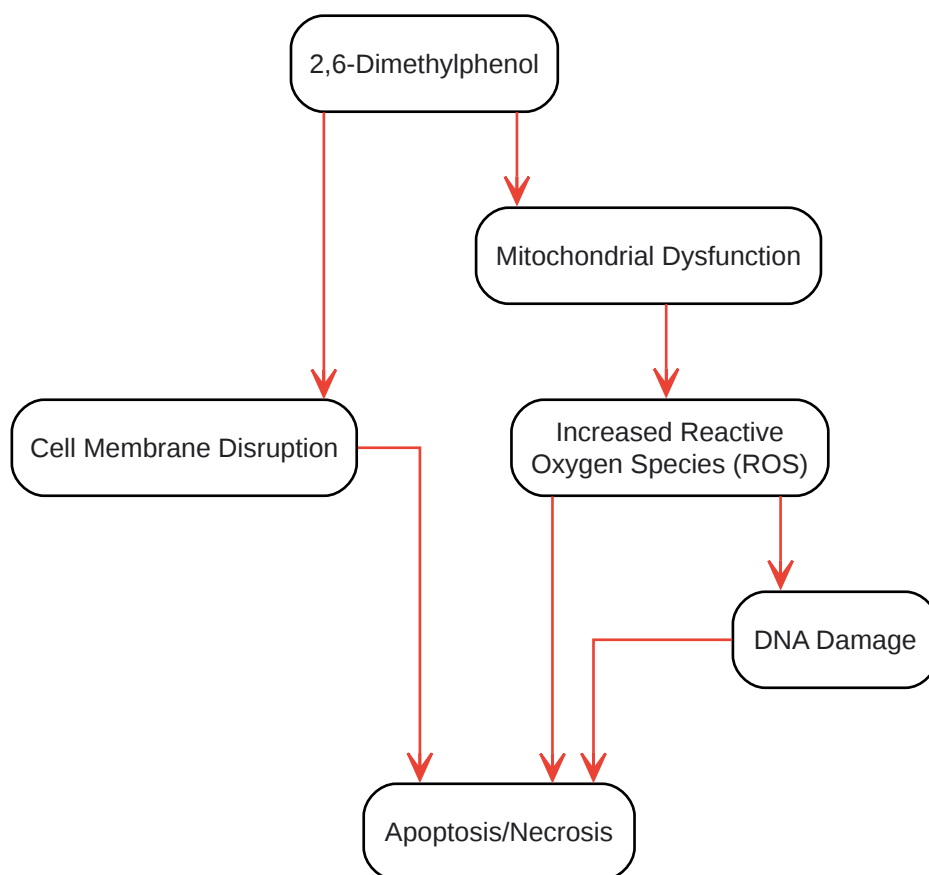 2,6-Dimethylphenol
Mitochondrial Dysfunction
Cell Membrane Disruption
Increased Reactive
Oxygen Species (ROS)
DNA Damage
Apoptosis/Necrosis